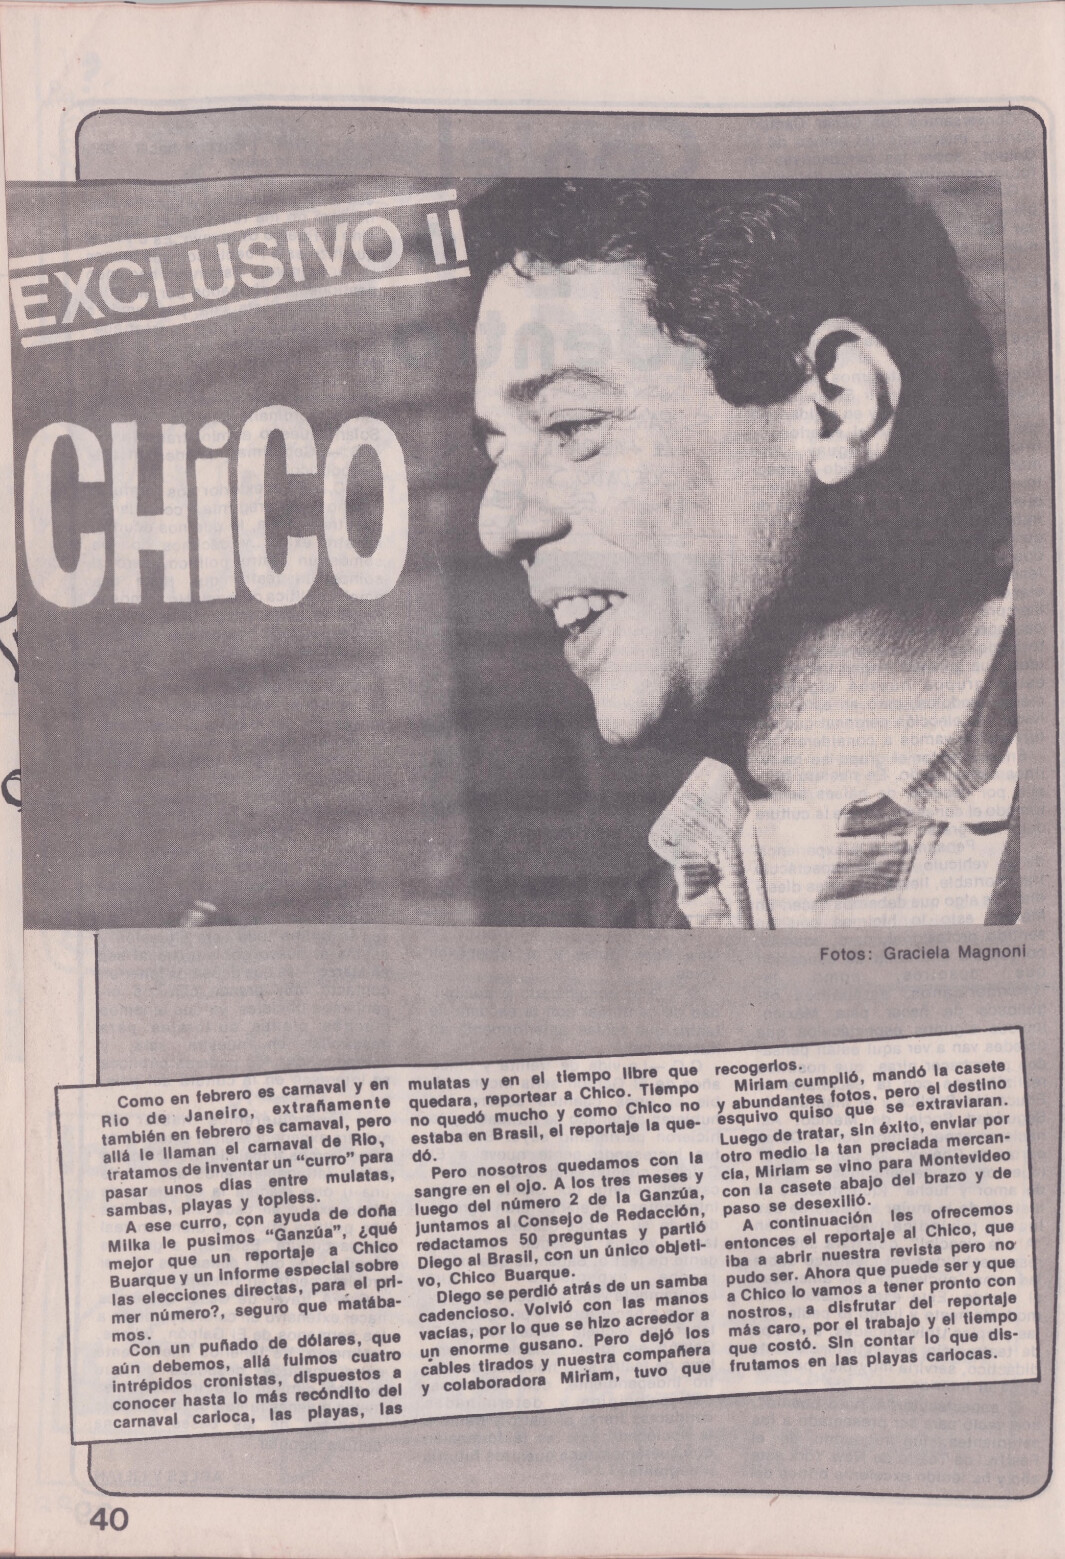 EXCLUSIVO II
CHiCO
Fotos: Graciela Magnoni
Como en febrero es carnaval y en
Río de Janeiro, extrañamente
también en febrero es carnaval, pero
allá le llaman el carnaval de Río,
tratamos de inventar un "curro" para
pasar unos días entre mulatas,
sambas, playas y topless.
A ese curro, con ayuda de doña
Milka le pusimos "Ganzúa", ¿qué
mejor que un reportaje a Chico
Buarque y un informe especial sobre
las elecciones directas, para el pri-
mer número?, seguro que matába-
mos.
Con un puñado de dólares, que
aún debemos, allá fuimos cuatro
intrépidos cronistas, dispuestos a
conocer hasta lo más recóndito del
carnaval carioca, las playas, las
mulatas y en el tiempo libre que
quedara, reportear a Chico. Tiempo
no quedó mucho y como Chico no
estaba en Brasil, el reportaje la que-
dó.
Pero nosotros quedamos con la
sangre en el ojo. A los tres meses y
luego del número 2 de la Ganzúa,
juntamos al Consejo de Redacción,
redactamos 50 preguntas y partió
Diego al Brasil, con un único objeti-
vo, Chico Buarque.
Diego se perdió atrás de un samba
cadencioso. Volvió con las manos
vacías, por lo que se hizo acreedor a
un enorme gusano. Pero dejó los
cables tirados y nuestra compañera
y colaboradora Miriam, tuvo que
recogerlos.
Miriam cumplió, mandó la casete
y abundantes fotos, pero el destino
esquivo quiso que se extraviaran.
Luego de tratar, sin éxito, enviar por
otro medio la tan preciada mercan-
cía, Miriam se vino para Montevideo
con la casete abajo del brazo y de
paso se desexilió.
A continuación les ofrecemos
entonces el reportaje al Chico, que
iba a abrir nuestra revista pero no
pudo ser. Ahora que puede ser y que
a Chico lo vamos a tener pronto con
nostros, a disfrutar del reportaje
más caro, por el trabajo y el tiempo
que costó. Sin contar lo que dis-
frutamos en las playas cariocas.
40